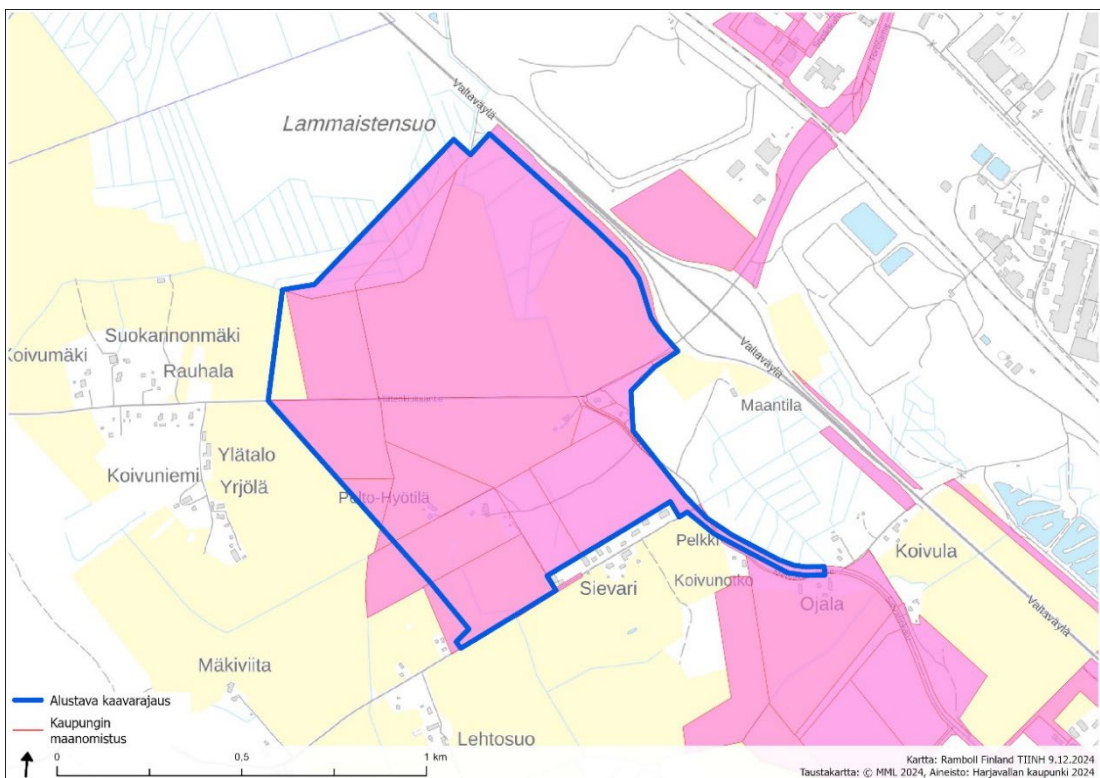 Valtaväylä
Lammaistensuo
Valtaväylä
Suokannonmäki
Koivumäki
Rauhala
Maantila
Ylätalo
Koivuniemi
Yrjölä
Palto-Hyötilä
Pelkki
Koivula
Koivunotko
Sievari
Ojala
Valtaväylä
Mäkiviita
Lehtosuo
Alustava kaavarajaus
Kaupungin
maanomistus
0 0,5 1 km
Kartta: Ramboll Finland TIINH 9.12.2024
Taustakartta: © MML 2024, Aineisto: Harjavallan kaupunki 2024